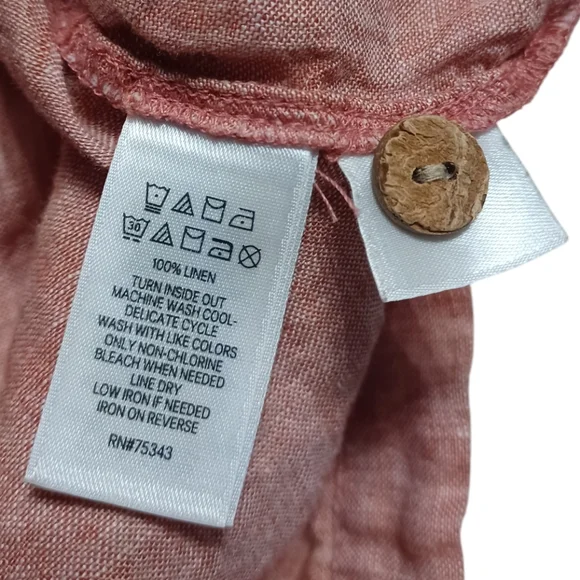 30
100% LINEN
TURN INSIDE OUT
MACHINE WASH COOL-
DELICATE CYCLE
WASH WITH LIKE COLORS
ONLY NON-CHLORINE
BLEACH WHEN NEEDED
LINE DRY
LOW IRON IF NEEDED
IRON ON REVERSE
RN#75343